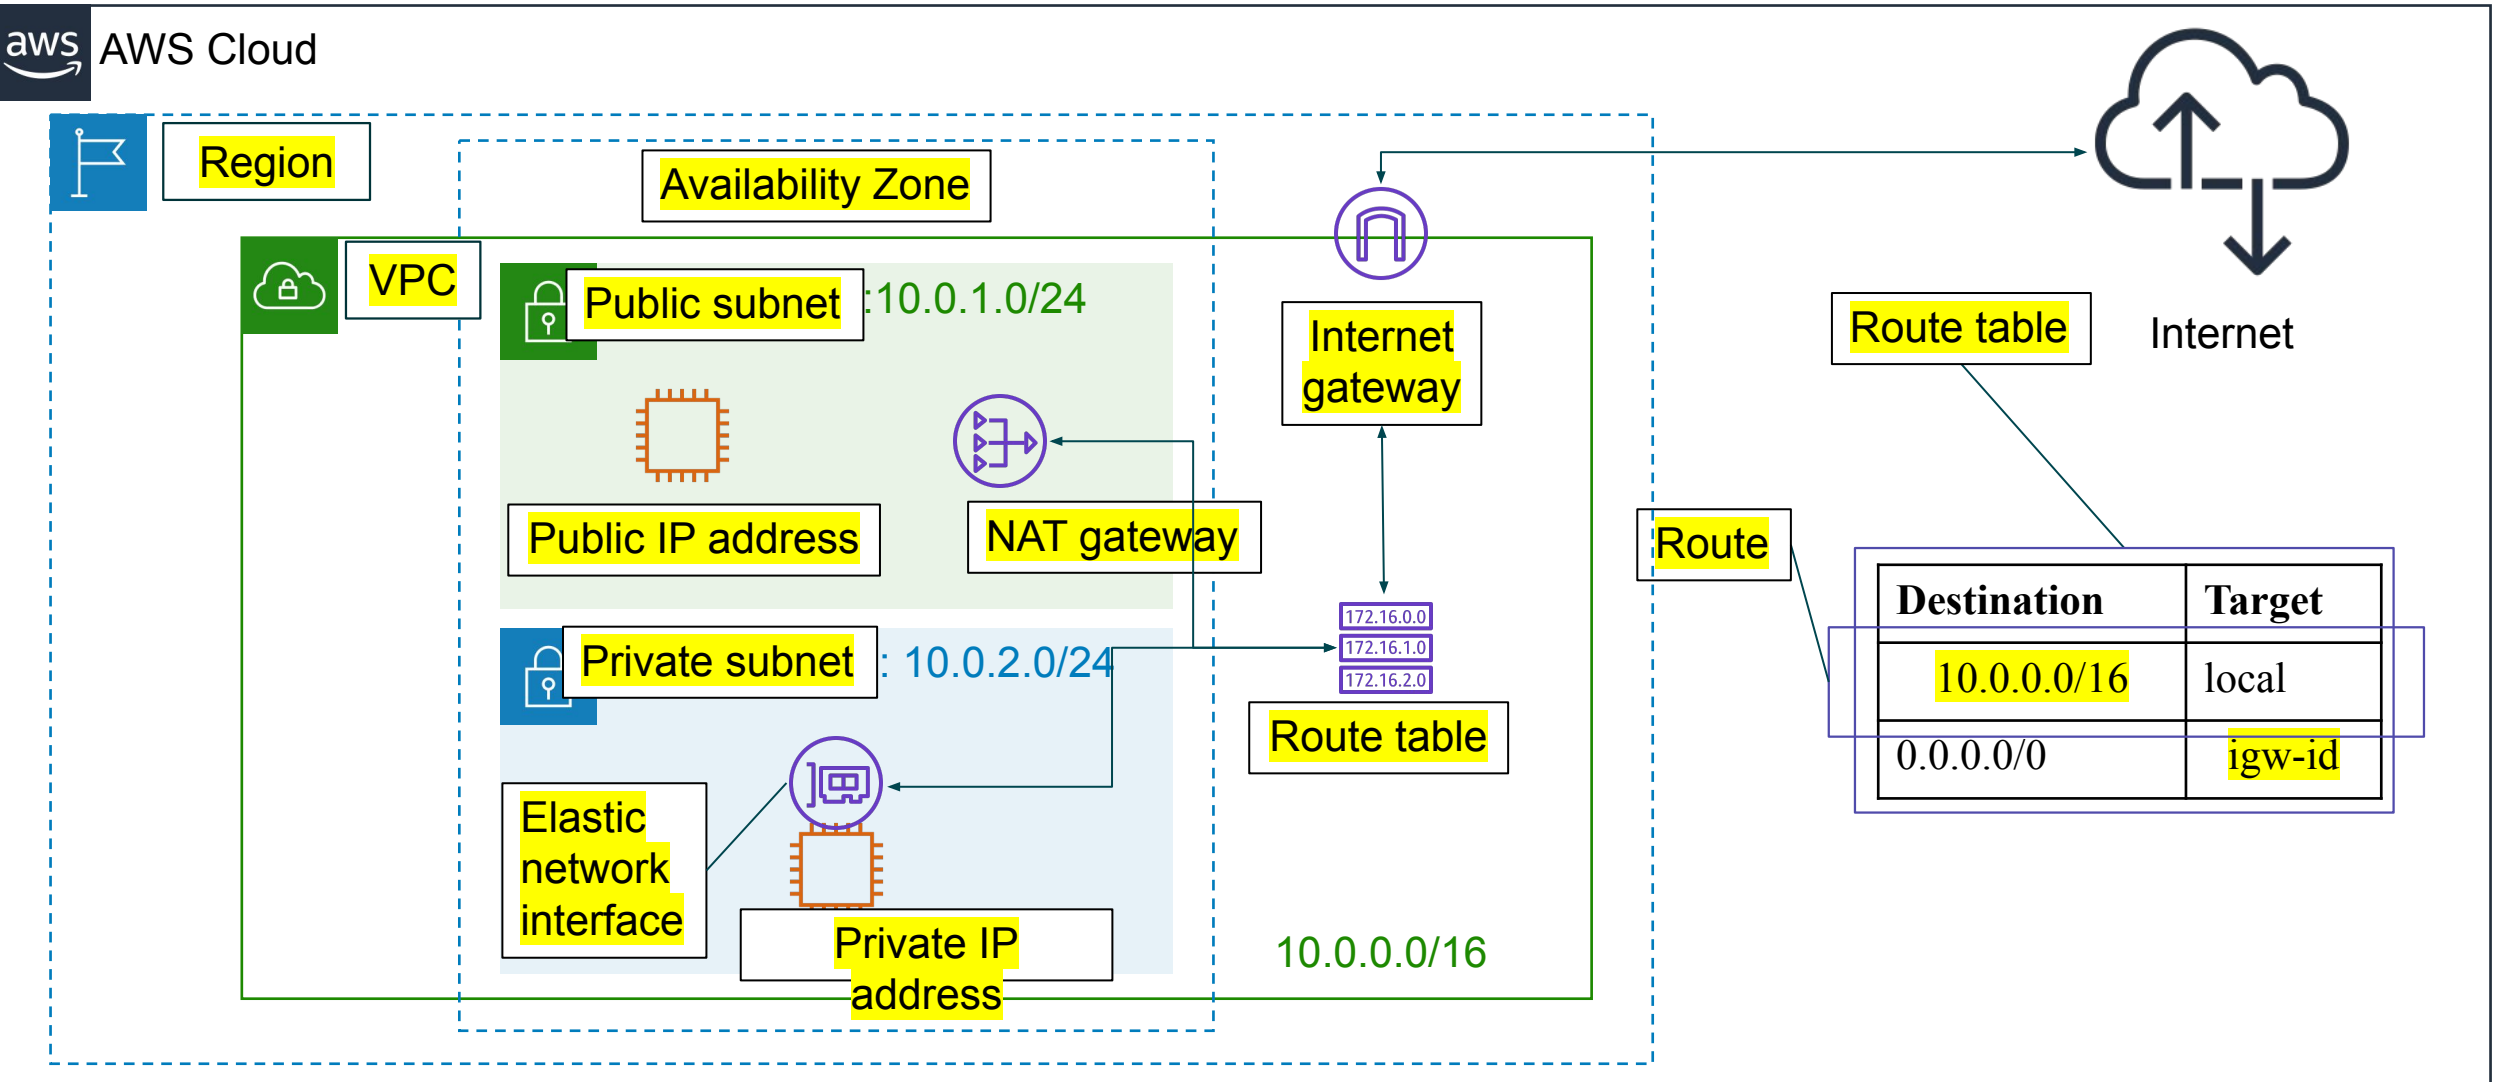 aws AWS Cloud
Region
Availability Zone
VPC
Public subnet :10.0.1.0/24
Internet
gateway
Route table
Internet
Public IP address
NAT gateway
Route
172.16.0.0
172.16.1.0
172.16.2.0
Route table
Destination Target
10.0.0.0/16 local
0.0.0.0/0 igw-id
Private subnet : 10.0.2.0/24
Elastic
network
interface
Private IP
address
10.0.0.0/16